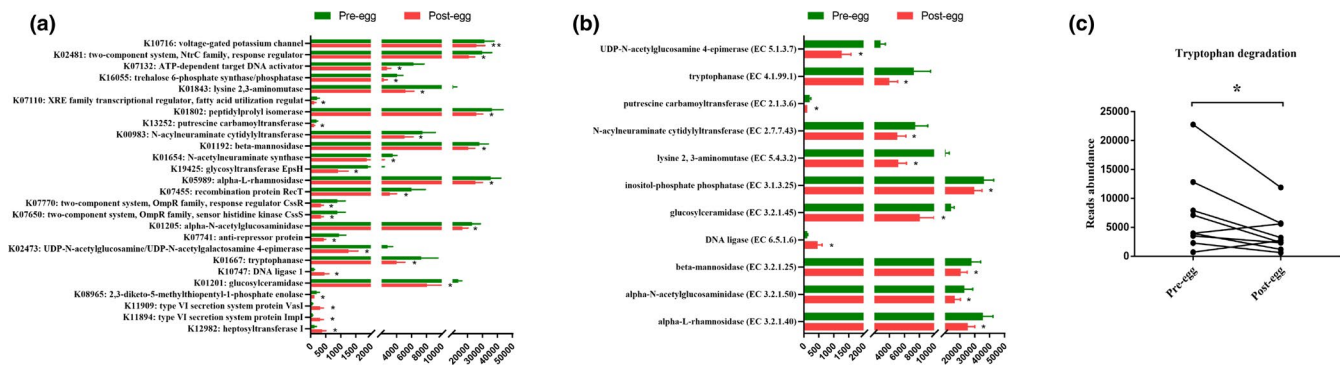 (a)
Pre-egg Post-egg
K10716: voltage-gated potassium channel
K02481: two-component system, NtrC family, response regulator
K07132: ATP-dependent target DNA activator
K16055: trehalose 6-phosphate synthase/phosphatase
K01843: lysine 2,3-aminomutase
K07110: XRE family transcriptional regulator, fatty acid utilization regulat
K01802: peptidylprolyl isomerase
K13252: putrescine carbamoyltransferase
K00983: N-acylneuraminate cytidylyltransferase
K01192: beta-mannosidase
K01654: N-acetylneuraminate synthase
K19425: glycosyltransferase EpsH
K05989: alpha-L-rhamnosidase
K07455: recombination protein RecT
K07770: two-component system, OmpR family, response regulator CssR
K07650: two-component system, OmpR family, sensor histidine kinase CssS
K01205: alpha-N-acetylglucosaminidase
K07741: anti-repressor protein
K02473: UDP-N-acetylglucosamine/UDP-N-acetylgalactosamine 4-epimerase
K01667: tryptophanase
K10747: DNA ligase 1
K01201: glucosylceramidase
K08965: 2,3-diketo-5-methylthiopentyl-1-phosphate enolase
K11909: type VI secretion system protein VasI
K11894: type VI secretion system protein ImpI
K12982: heptosyltransferase I
0 500 1000 1500 2000 4000 6000 8000 10000 20000 30000 40000 50000
(b)
Pre-egg Post-egg
UDP-N-acetylglucosamine 4-epimerase (EC 5.1.3.7)
tryptophanase (EC 4.1.99.1)
putrescine carbamoyltransferase (EC 2.1.3.6)
N-acylneuraminate cytidylyltransferase (EC 2.7.7.43)
lysine 2, 3-aminomutase (EC 5.4.3.2)
inositol-phosphate phosphatase (EC 3.1.3.25)
glucosylceramidase (EC 3.2.1.45)
DNA ligase (EC 6.5.1.6)
beta-mannosidase (EC 3.2.1.25)
alpha-N-acetylglucosaminidase (EC 3.2.1.50)
alpha-L-rhamnosidase (EC 3.2.1.40)
0 500 1000 1500 2000 4000 8000 12000 20000 30000 40000 50000
(c)
Tryptophan degradation
*
25000
20000
15000
10000
5000
0
Reads abundance
Pre-egg Post-egg